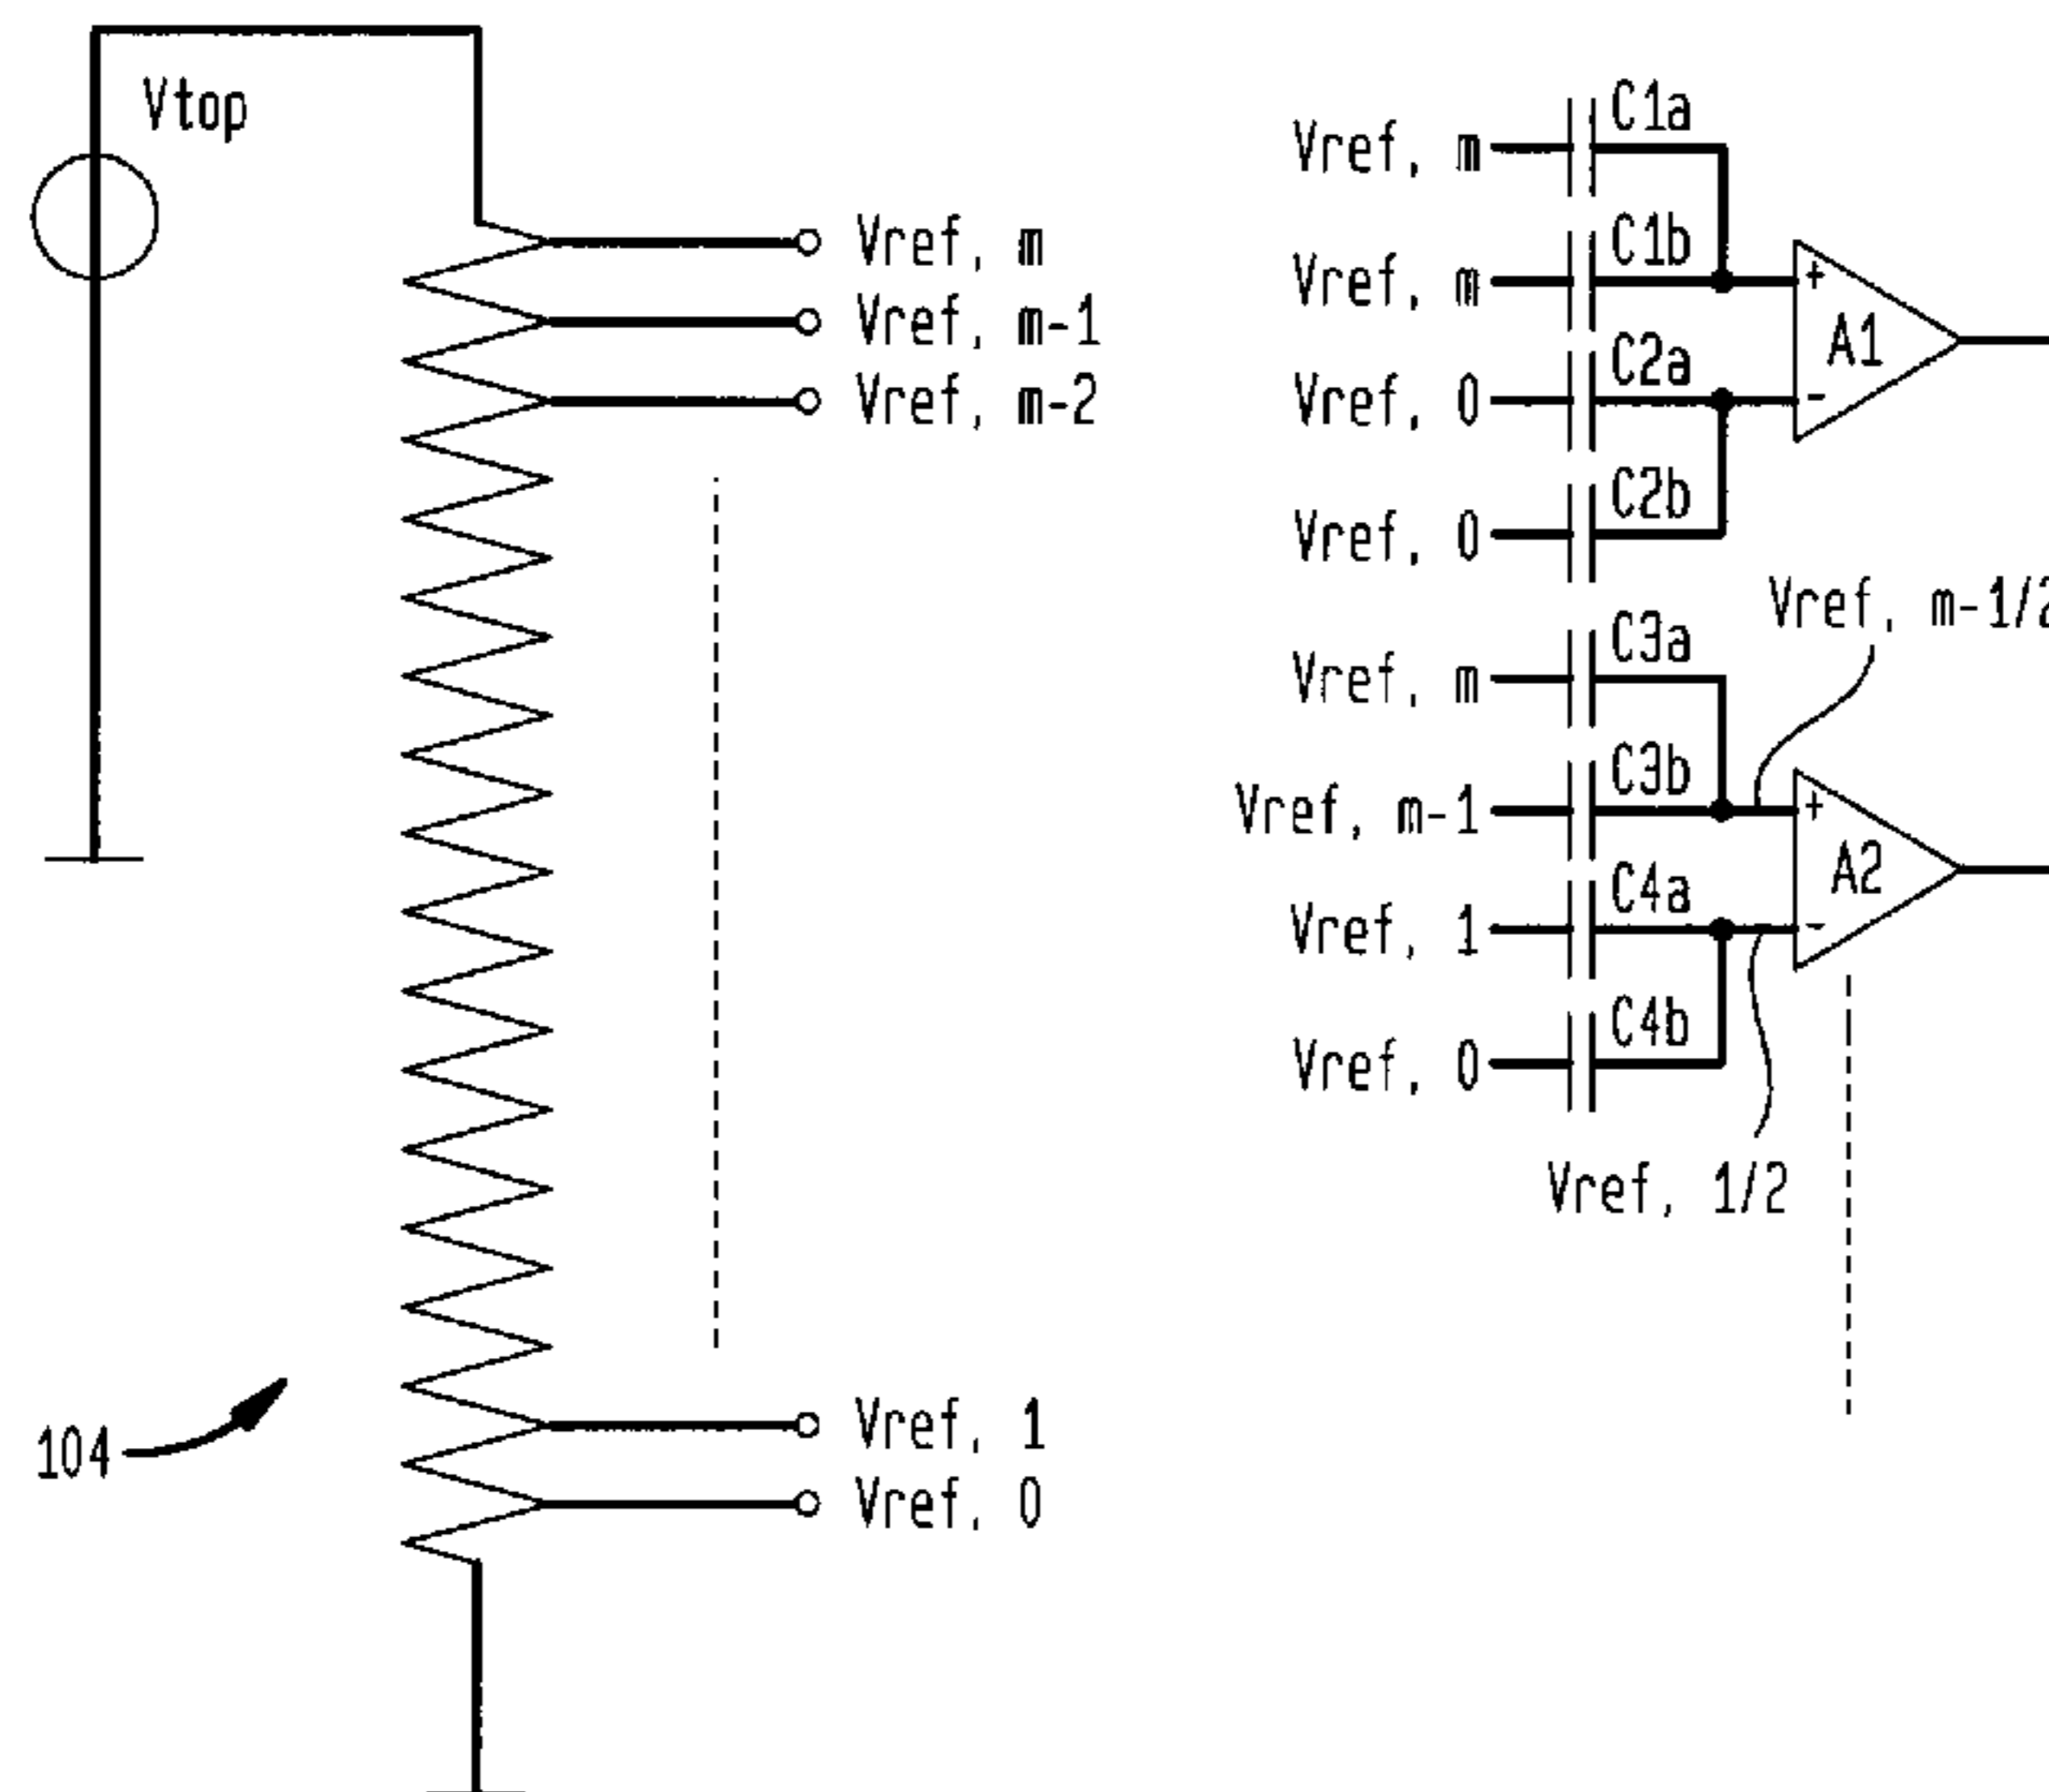 Vtop
Vref, m
Vref, m-1
Vref, m-2
Vref, 1
Vref, 0
104
Vref, m
C1a
Vref, m
C1b
+
A1
Vref, 0
C2a
-
Vref, 0
C2b
Vref, m-1/2
Vref, m
C3a
Vref, m-1
C3b
+
A2
Vref, 1
C4a
-
Vref, 0
C4b
Vref, 1/2